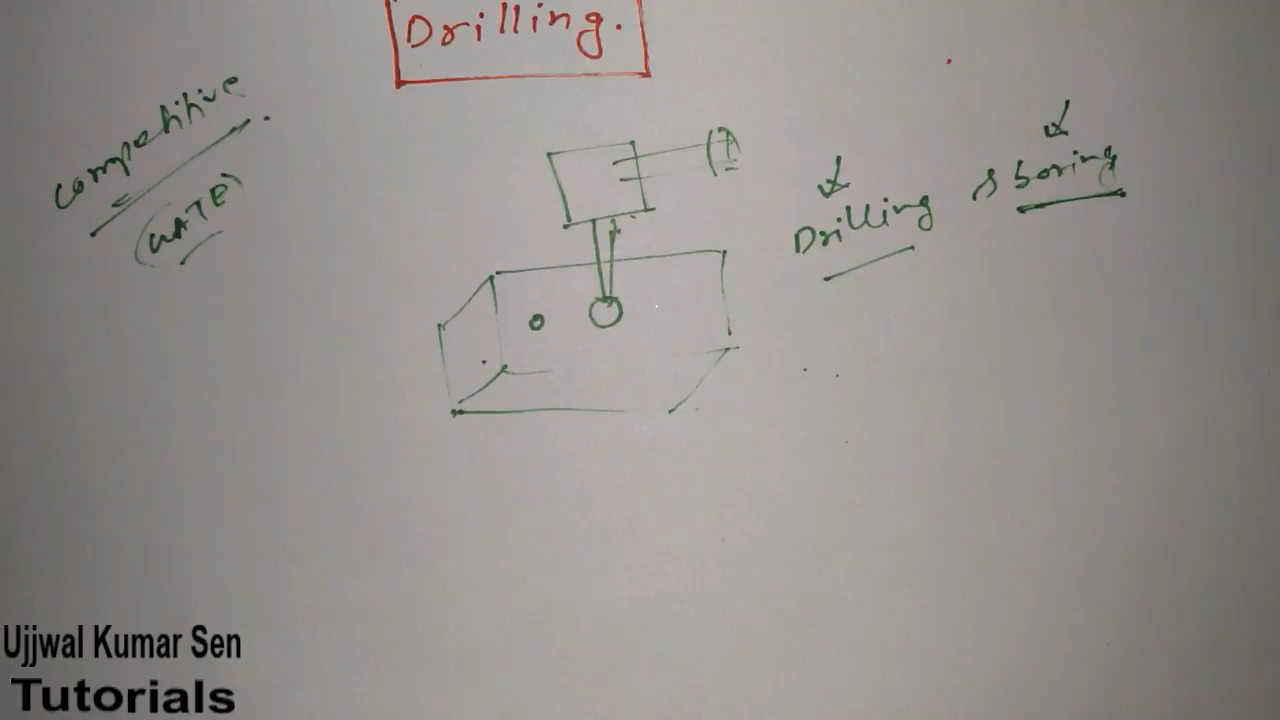 Drilling.
competitive
(GATE)
Drilling & boring
Ujjwal Kumar Sen
Tutorials